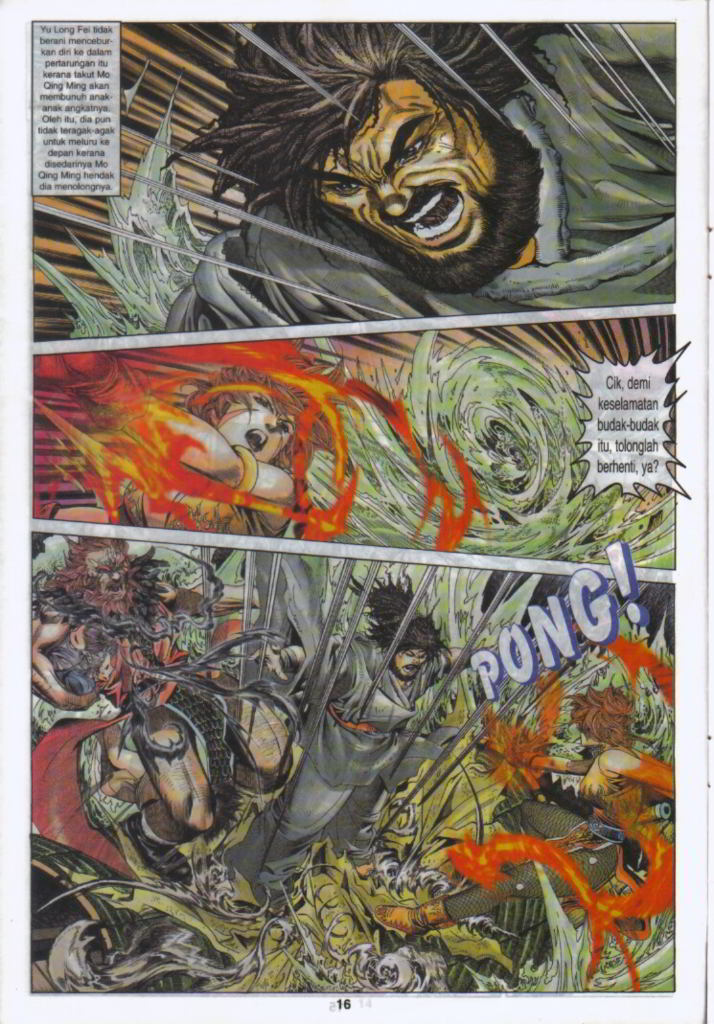 Yu Long Fei tidak
berani mencebur-
kan diri ke dalam
pertarungan itu
kerana takut Mo
Qing Ming akan
membunuh anak-
anak angkatnya.
Oleh itu, dia pun
tidak teragak-agak
untuk meluru ke
depan kerana
disedarinya Mo
Qing Ming hendak
dia menolongnya.
Cik, demi
keselamatan
budak-budak
itu, tolonglah
berhenti, ya?
PONG!
16